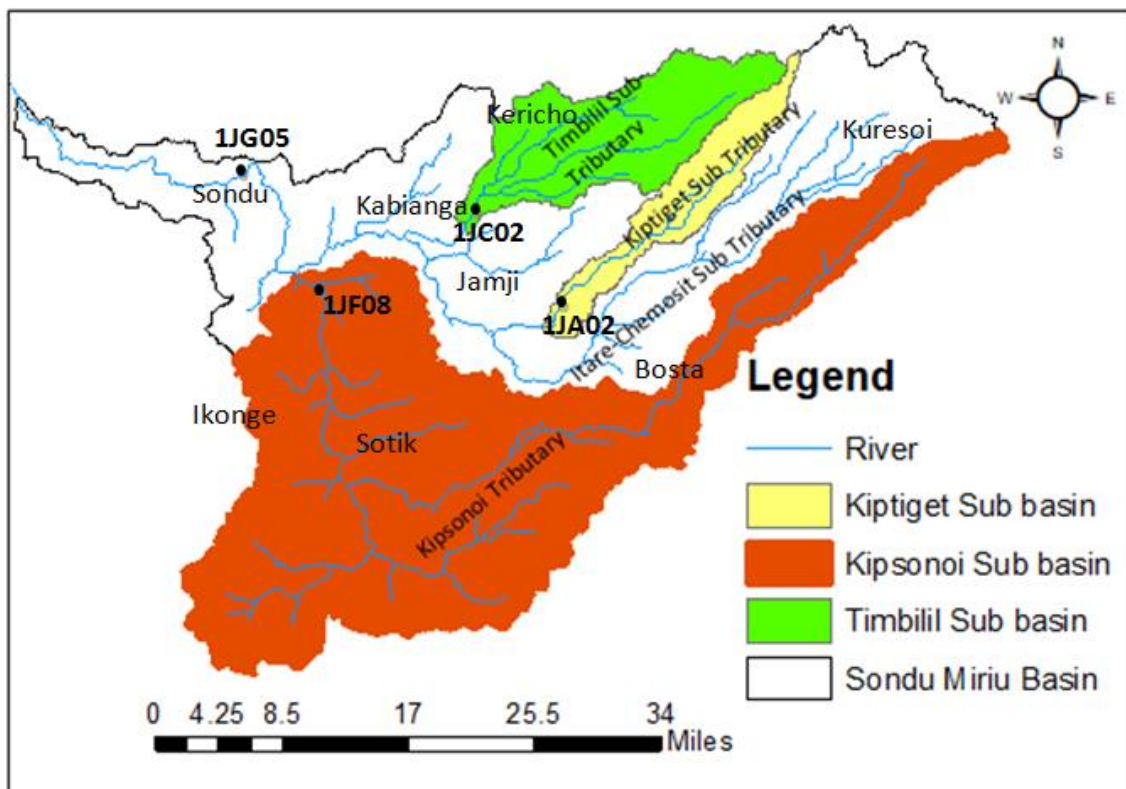 N
W E
S
Kericho
Timbilil Sub
Tributary
Kuresoi
1JG05
Sondu
Kabianga
1JC02
Kiptiget Sub Tributary
Jamji
1JF08
1JA02
Itare-Chemosit Sub Tributary
Bosta
Ikonge
Sotik
Kipsonoi Tributary
Legend
River
Kiptiget Sub basin
Kipsonoi Sub basin
Timbilil Sub basin
Sondu Miriu Basin
0 4.25 8.5 17 25.5 34
Miles